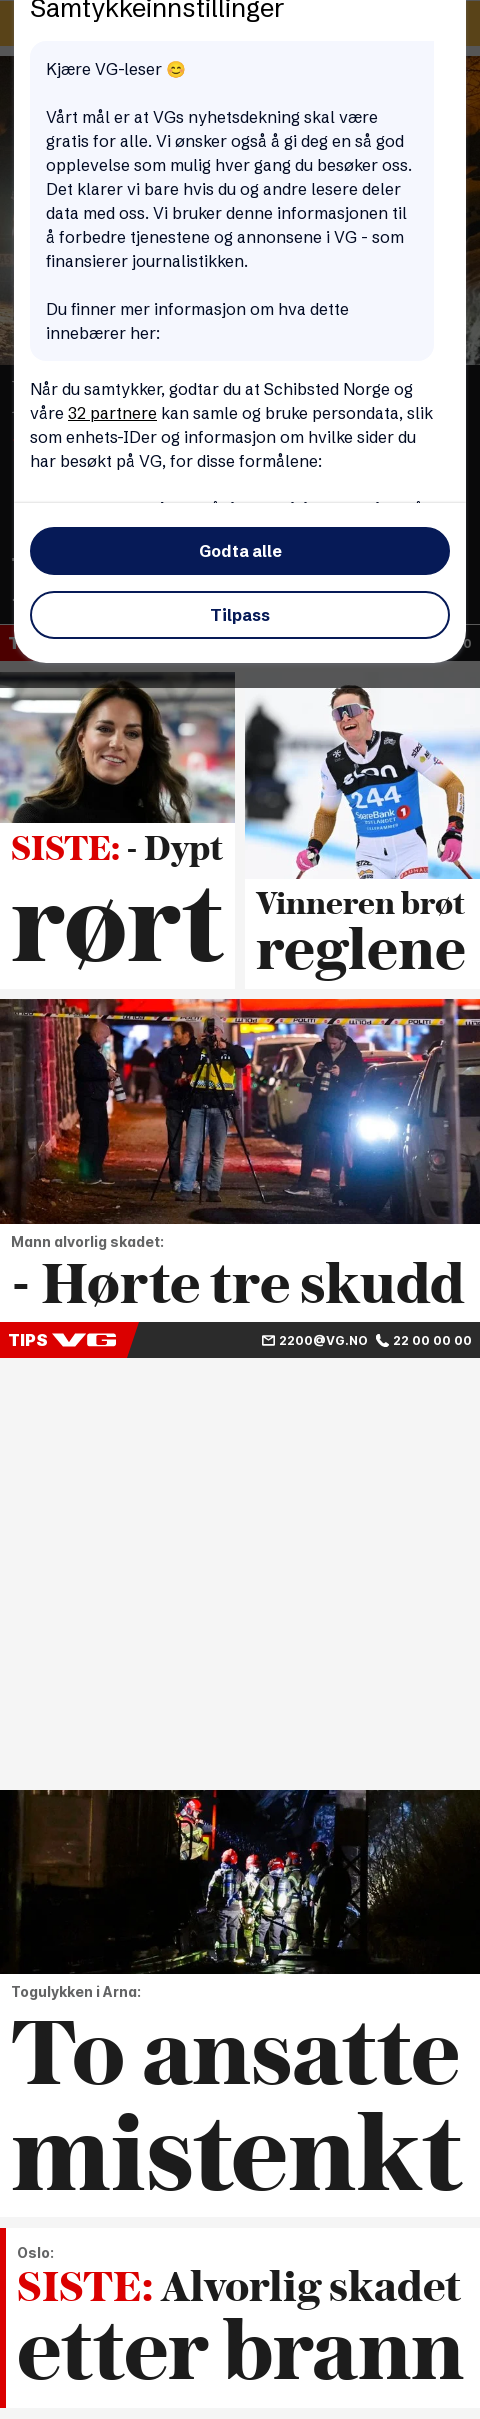 Samtykkeinnstillinger
Kjære VG-leser 😊
Vårt mål er at VGs nyhetsdekning skal være
gratis for alle. Vi ønsker også å gi deg en så god
opplevelse som mulig hver gang du besøker oss.
Det klarer vi bare hvis du og andre lesere deler
data med oss. Vi bruker denne informasjonen til
å forbedre tjenestene og annonsene i VG - som
finansierer journalistikken.
Du finner mer informasjon om hva dette
innebærer her:
Når du samtykker, godtar du at Schibsted Norge og
våre 32 partnere kan samle og bruke persondata, slik
som enhets-IDer og informasjon om hvilke sider du
har besøkt på VG, for disse formålene:
Godta alle
Tilpass
244
SISTE: - Dypt
rørt
Vinneren brøt
reglene
POLITI
Mann alvorlig skadet:
- Hørte tre skudd
TIPS VG 2200@VG.NO 22 00 00 00
Togulykken i Arna:
To ansatte
mistenkt
Oslo:
SISTE: Alvorlig skadet
etter brann